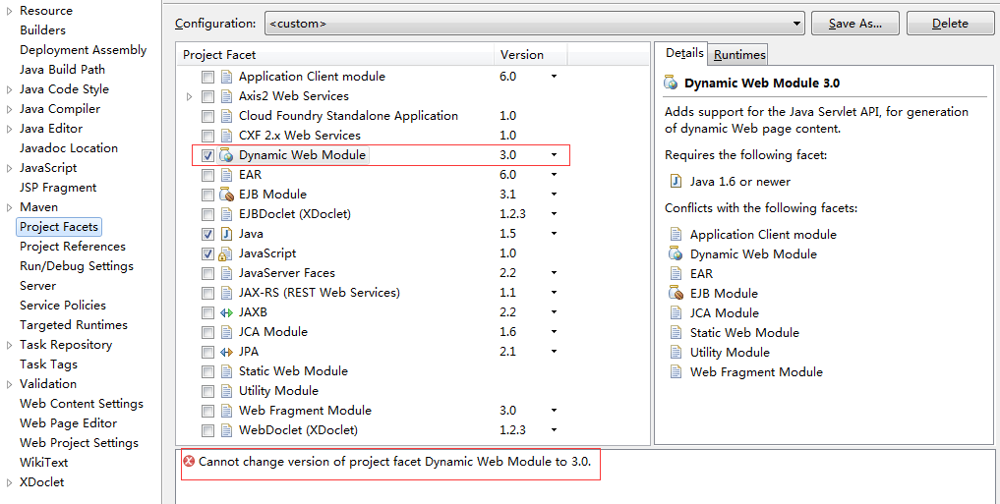 Resource
Builders
Deployment Assembly
Java Build Path
Java Code Style
Java Compiler
Java Editor
Javadoc Location
JavaScript
JSP Fragment
Maven
Project Facets
Project References
Run/Debug Settings
Server
Service Policies
Targeted Runtimes
Task Repository
Task Tags
Validation
Web Content Settings
Web Page Editor
Web Project Settings
WikiText
XDoclet
Configuration: <custom> Save As... Delete
Project Facet Version
Application Client module 6.0
Axis2 Web Services
Cloud Foundry Standalone Application 1.0
CXF 2.x Web Services 1.0
Dynamic Web Module 3.0
EAR 6.0
EJB Module 3.1
EJBDoclet (XDoclet) 1.2.3
Java 1.5
JavaScript 1.0
JavaServer Faces 2.2
JAX-RS (REST Web Services) 1.1
JAXB 2.2
JCA Module 1.6
JPA 2.1
Static Web Module
Utility Module
Web Fragment Module 3.0
WebDoclet (XDoclet) 1.2.3
Details Runtimes
Dynamic Web Module 3.0
Adds support for the Java Servlet API, for generation
of dynamic Web page content.
Requires the following facet:
Java 1.6 or newer
Conflicts with the following facets:
Application Client module
Dynamic Web Module
EAR
EJB Module
JCA Module
Static Web Module
Utility Module
Web Fragment Module
Cannot change version of project facet Dynamic Web Module to 3.0.